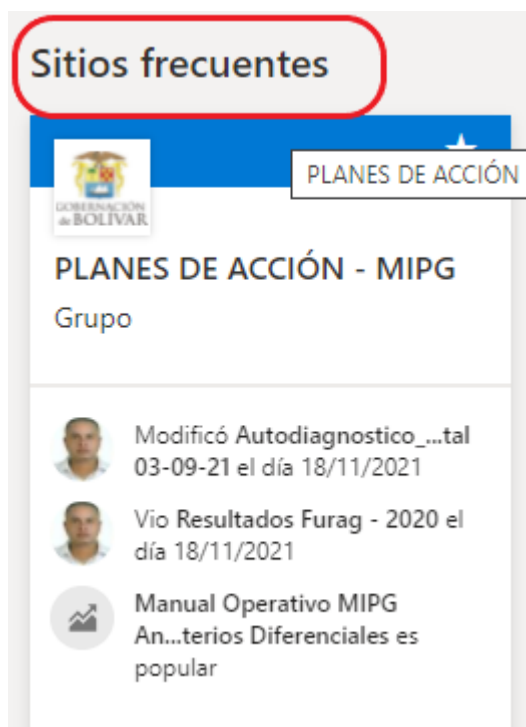 Sitios frecuentes
GOBERNACIÓN
de BOLÍVAR
PLANES DE ACCIÓN
PLANES DE ACCIÓN - MIPG
Grupo
Modificó Autodiagnostico_...tal
03-09-21 el día 18/11/2021
Vio Resultados Furag - 2020 el
día 18/11/2021
Manual Operativo MIPG
An...terios Diferenciales es
popular